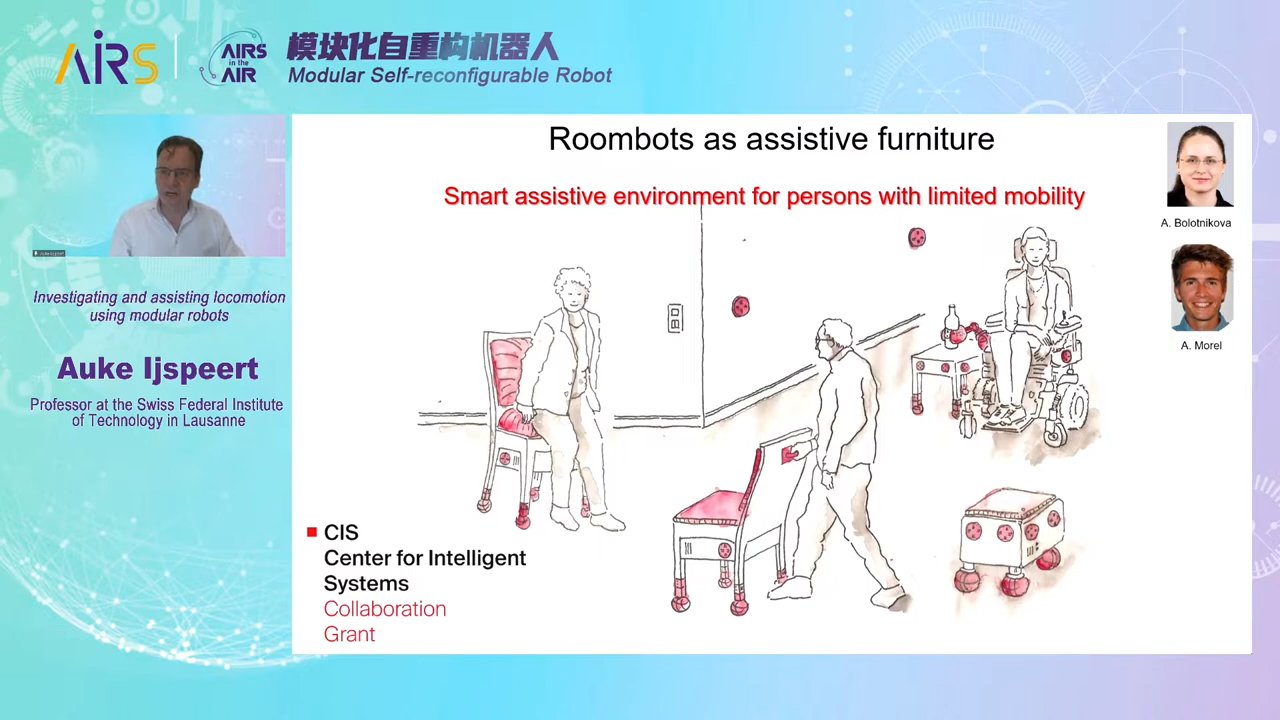 AIRS
AIRS
in the
AIR
模块化自重构机器人
Modular Self-reconfigurable Robot
Investigating and assisting locomotion
using modular robots
Auke Ijspeert
Professor at the Swiss Federal Institute
of Technology in Lausanne
Roombots as assistive furniture
Smart assistive environment for persons with limited mobility
A. Bolotnikova
A. Morel
CIS
Center for Intelligent
Systems
Collaboration
Grant